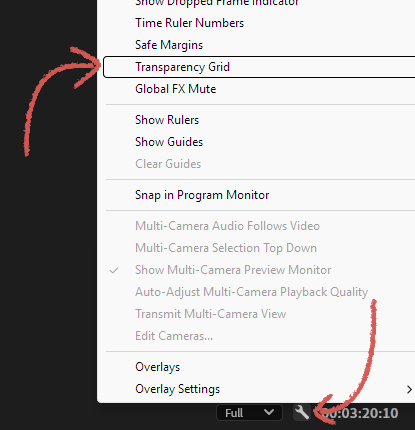 Show Dropped Frame Indicator
Time Ruler Numbers
Safe Margins
Transparency Grid
Global FX Mute
Show Rulers
Show Guides
Clear Guides
Snap in Program Monitor
Multi-Camera Audio Follows Video
Multi-Camera Selection Top Down
Show Multi-Camera Preview Monitor
Auto-Adjust Multi-Camera Playback Quality
Transmit Multi-Camera View
Edit Cameras...
Overlays
Overlay Settings
Full 00:03:20:10